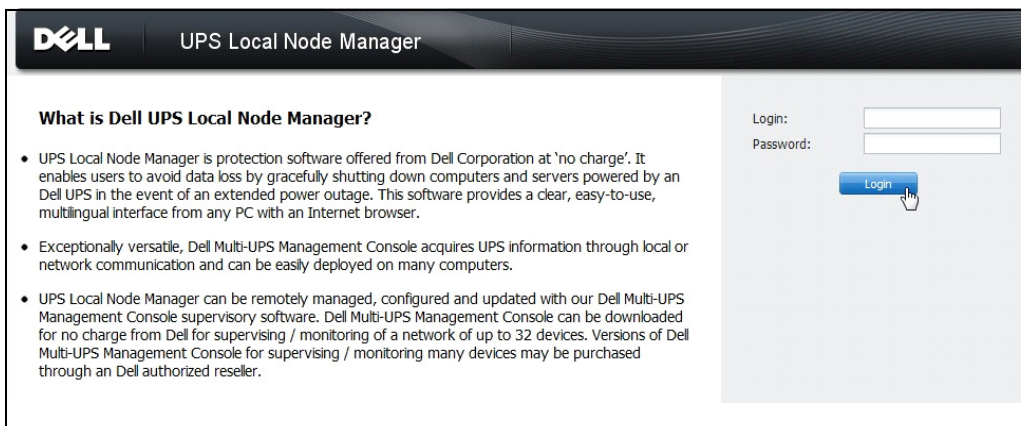 DELL UPS Local Node Manager
What is Dell UPS Local Node Manager?
• UPS Local Node Manager is protection software offered from Dell Corporation at ‘no charge’. It
enables users to avoid data loss by gracefully shutting down computers and servers powered by an
Dell UPS in the event of an extended power outage. This software provides a clear, easy-to-use,
multilingual interface from any PC with an Internet browser.
• Exceptionally versatile, Dell Multi-UPS Management Console acquires UPS information through local or
network communication and can be easily deployed on many computers.
• UPS Local Node Manager can be remotely managed, configured and updated with our Dell Multi-UPS
Management Console supervisory software. Dell Multi-UPS Management Console can be downloaded
for no charge from Dell for supervising / monitoring of a network of up to 32 devices. Versions of Dell
Multi-UPS Management Console for supervising / monitoring many devices may be purchased
through an Dell authorized reseller.
Login:
Password:
Login